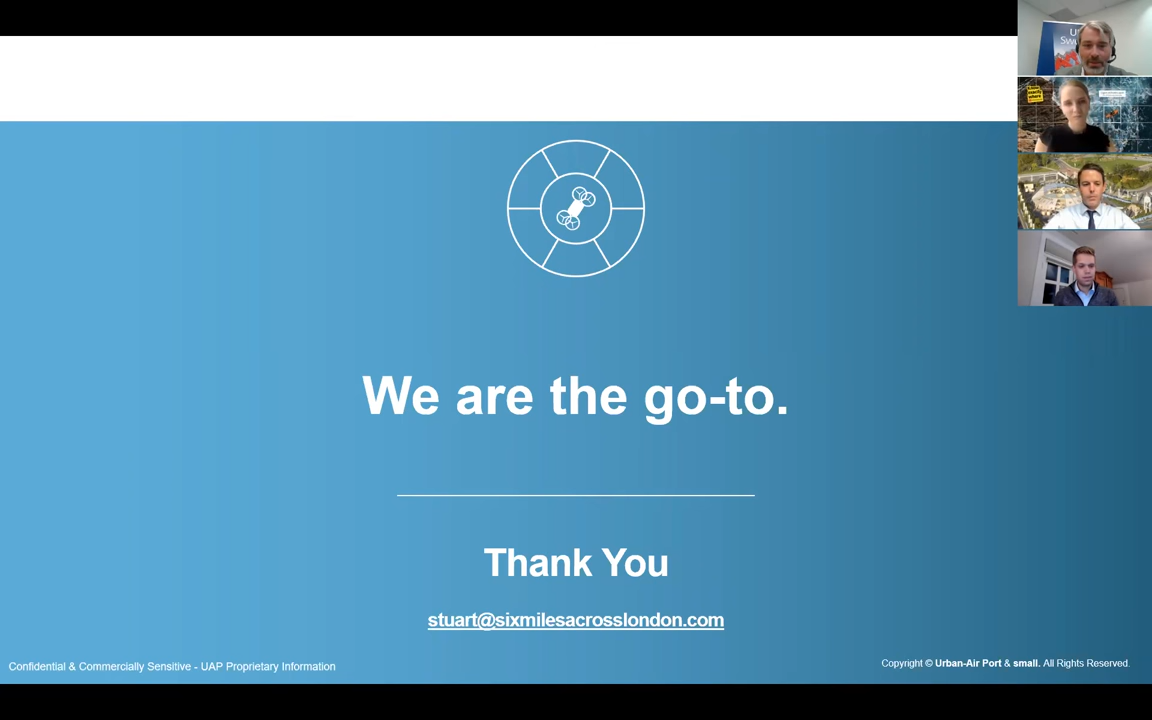 We are the go-to.
Thank You
stuart@sixmilesacrosslondon.com
Confidential & Commercially Sensitive - UAP Proprietary Information
Copyright © Urban-Air Port & small. All Rights Reserved.